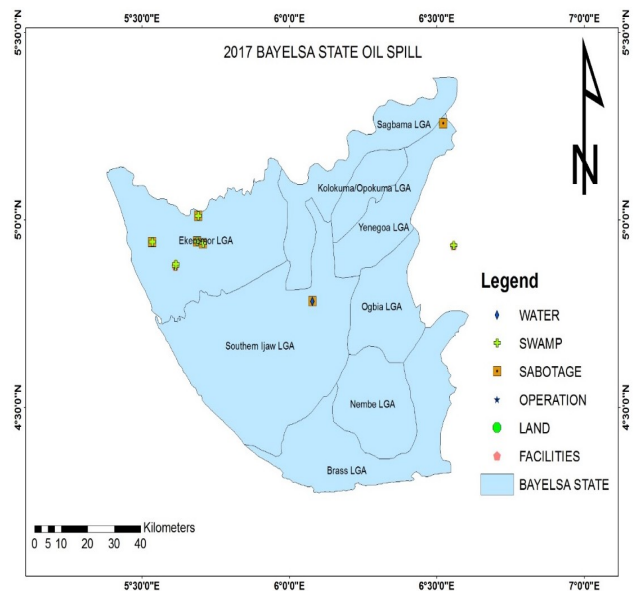 5°30'0"E 6°0'0"E 6°30'0"E 7°0'0"E
2017 BAYELSA STATE OIL SPILL
5°30'0"N 5°30'0"N
Sagbama LGA
N
Kolokuma/Opokuma LGA
5°0'0"N 5°0'0"N
Yenegoa LGA
Ekeremor LGA
Legend
Ogbia LGA
WATER
SWAMP
Southern Ijaw LGA
SABOTAGE
4°30'0"N 4°30'0"N
Nembe LGA
OPERATION
LAND
FACILITIES
Brass LGA
BAYELSA STATE
Kilometers
0 5 10 20 30 40
5°30'0"E 6°0'0"E 6°30'0"E 7°0'0"E